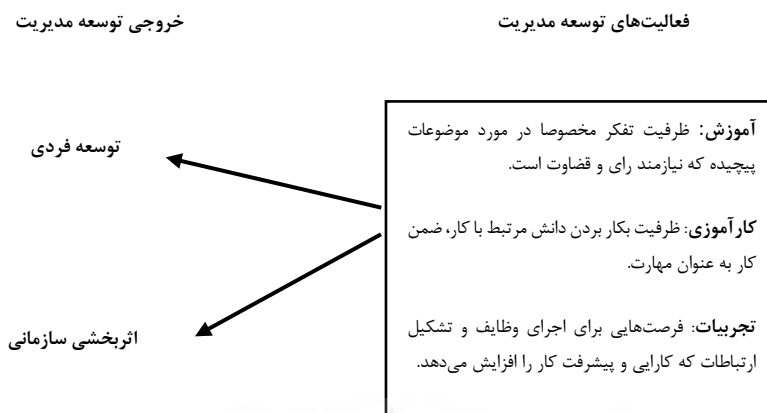 فعالیت‌های توسعه مدیریت
خروجی توسعه مدیریت
آموزش: ظرفیت تفکر مخصوصا در مورد موضوعات
پیچیده که نیازمند رای و قضاوت است.
کارآموزی: ظرفیت بکار بردن دانش مرتبط با کار، ضمن
کار به عنوان مهارت.
تجربیات: فرصت‌هایی برای اجرای وظایف و تشکیل
ارتباطات که کارایی و پیشرفت کار را افزایش می‌دهد.
توسعه فردی
اثربخشی سازمانی